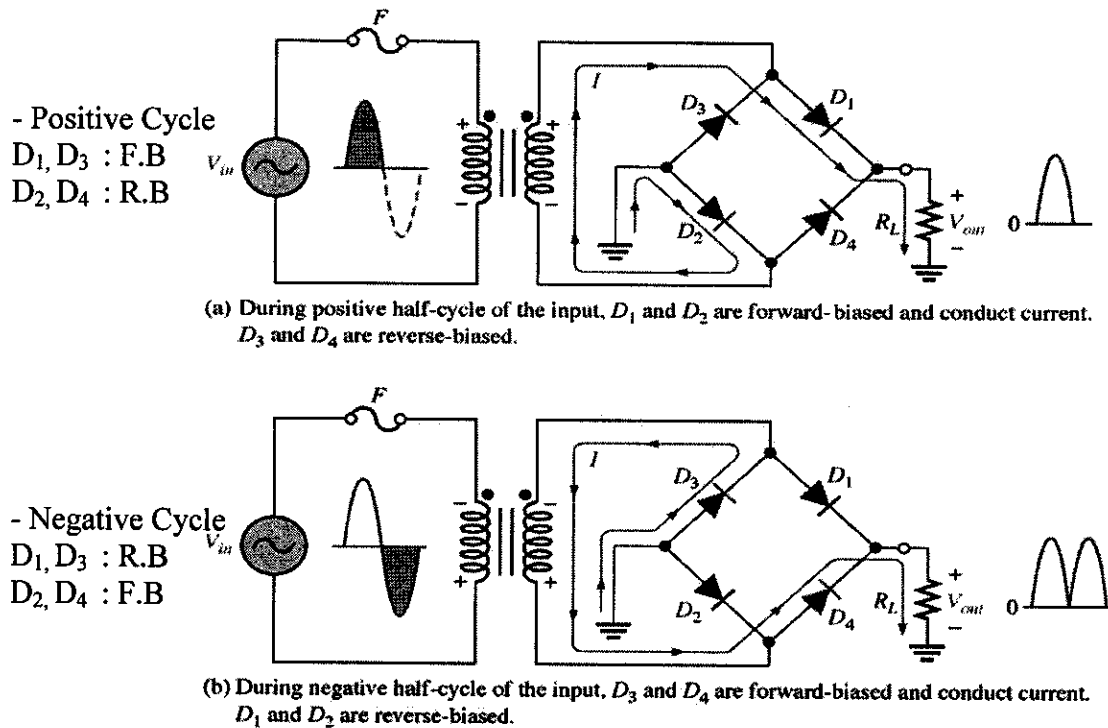 F
- Positive Cycle
D1, D3 : F.B
D2, D4 : R.B
Vin
+
-
+
-
I
D3
D1
D2
D4
RL
+
Vout
-
0
(a) During positive half-cycle of the input, D1 and D2 are forward-biased and conduct current.
D3 and D4 are reverse-biased.
F
- Negative Cycle
D1, D3 : R.B
D2, D4 : F.B
Vin
-
+
-
+
I
D3
D1
D2
D4
RL
+
Vout
-
0
(b) During negative half-cycle of the input, D3 and D4 are forward-biased and conduct current.
D1 and D2 are reverse-biased.